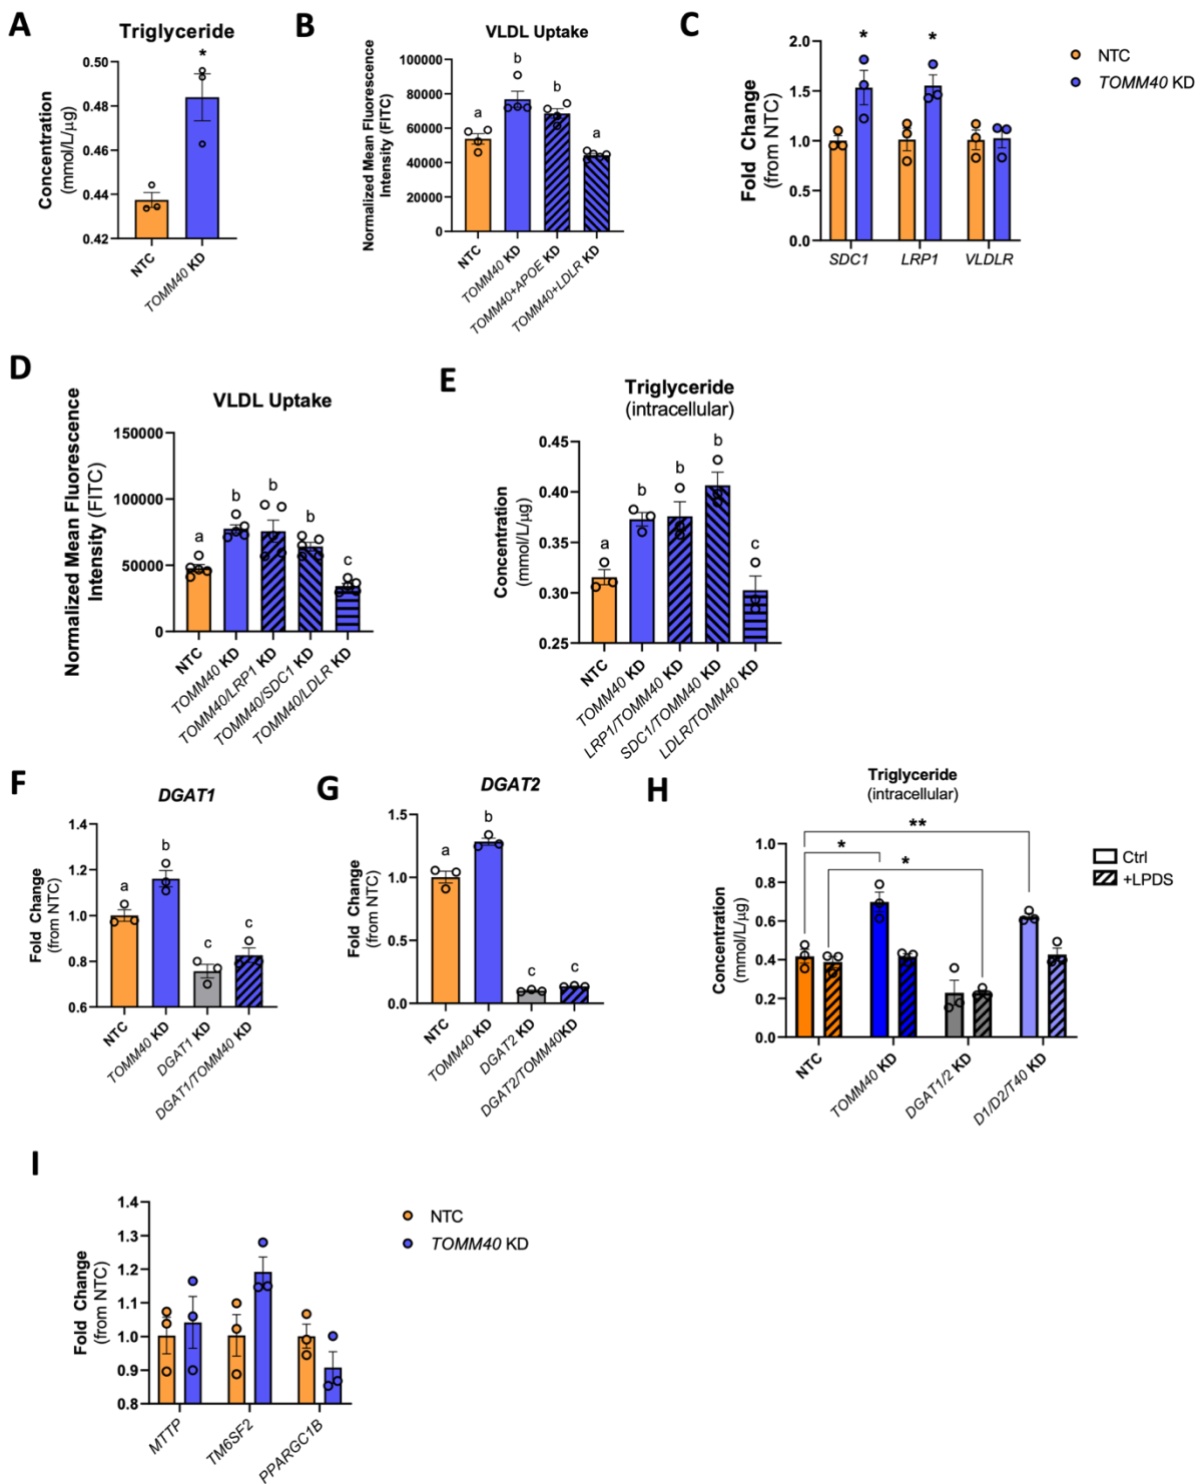 A
Triglyceride
Concentration
(mmol/L/µg)
0.50
0.48
0.46
0.44
0.42
*
NTC
TOMM40 KD
B
VLDL Uptake
Normalized Mean Fluorescence
Intensity (FITC)
100000
80000
60000
40000
20000
0
a
b
b
a
NTC
TOMM40 KD
TOMM40+APOE KD
TOMM40+LDLR KD
C
Fold Change
(from NTC)
2.0
1.5
1.0
0.5
0.0
*
*
SDC1
LRP1
VLDLR
NTC
TOMM40 KD
D
VLDL Uptake
Normalized Mean Fluorescence
Intensity (FITC)
150000
100000
50000
0
a
b
b
b
c
NTC
TOMM40 KD
TOMM40/LRP1 KD
TOMM40/SDC1 KD
TOMM40/LDLR KD
E
Triglyceride
(intracellular)
Concentration
(mmol/L/µg)
0.45
0.40
0.35
0.30
0.25
a
b
b
b
c
NTC
TOMM40 KD
LRP1/TOMM40 KD
SDC1/TOMM40 KD
LDLR/TOMM40 KD
F
DGAT1
Fold Change
(from NTC)
1.4
1.2
1.0
0.8
0.6
a
b
c
c
NTC
TOMM40 KD
DGAT1 KD
DGAT1/TOMM40 KD
G
DGAT2
Fold Change
(from NTC)
1.5
1.0
0.5
0.0
a
b
c
c
NTC
TOMM40 KD
DGAT2 KD
DGAT2/TOMM40KD
H
Triglyceride
(intracellular)
Concentration
(mmol/L/µg)
1.0
0.8
0.6
0.4
0.2
0.0
**
*
*
NTC
TOMM40 KD
DGAT1/2 KD
D1/D2/T40 KD
Ctrl
+LPDS
I
Fold Change
(from NTC)
1.4
1.3
1.2
1.1
1.0
0.9
0.8
MTTP
TM6SF2
PPARGC1B
NTC
TOMM40 KD